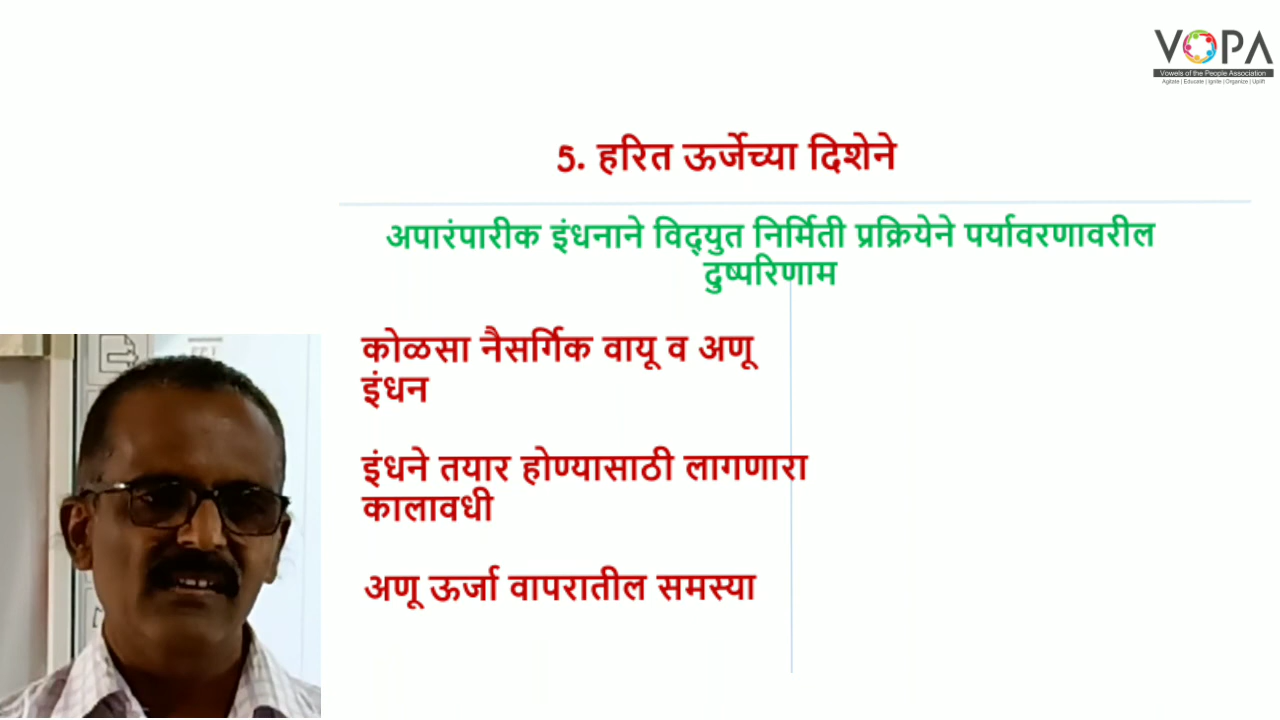 VOPA
Vowels of the People Association
Agitate | Educate | Ignite | Organize | Uplift
5. हरित ऊर्जेच्या दिशेने
अपारंपारीक इंधनाने विद्युत निर्मिती प्रक्रियेने पर्यावरणावरील
दुष्परिणाम
कोळसा नैसर्गिक वायू व अणू
इंधन
इंधने तयार होण्यासाठी लागणारा
कालावधी
अणू ऊर्जा वापरातील समस्या